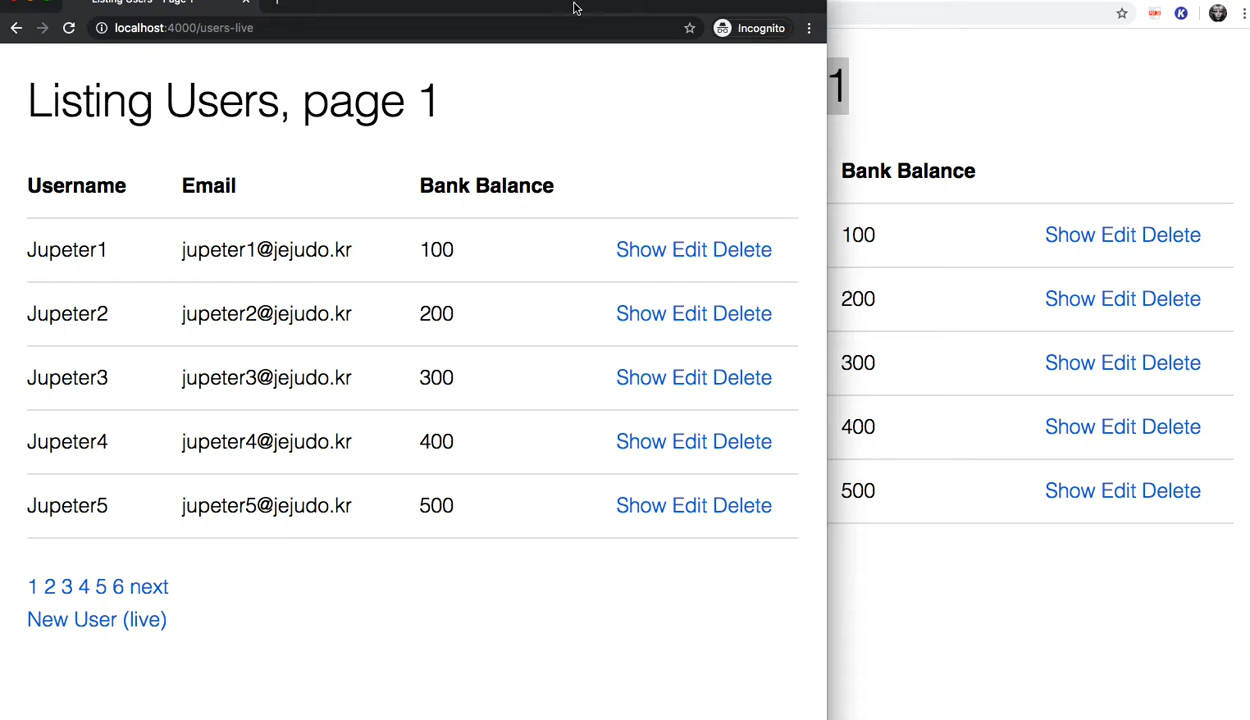 Listing Users - Page 1
localhost:4000/users-live
Incognito
Listing Users, page 1
Username Email Bank Balance
Jupeter1 jupeter1@jejudo.kr 100 Show Edit Delete
Jupeter2 jupeter2@jejudo.kr 200 Show Edit Delete
Jupeter3 jupeter3@jejudo.kr 300 Show Edit Delete
Jupeter4 jupeter4@jejudo.kr 400 Show Edit Delete
Jupeter5 jupeter5@jejudo.kr 500 Show Edit Delete
1 2 3 4 5 6 next
New User (live)
K
1
Bank Balance
100 Show Edit Delete
200 Show Edit Delete
300 Show Edit Delete
400 Show Edit Delete
500 Show Edit Delete